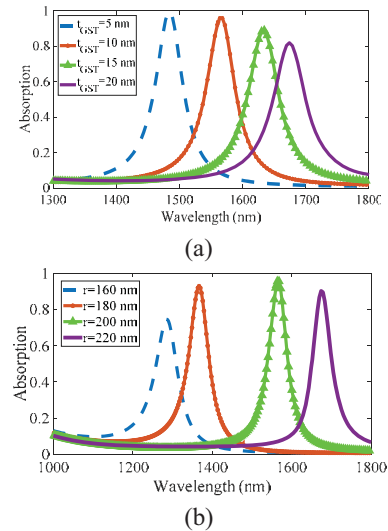 1
0.8
0.6
0.4
0.2
0
Absorption
t_GST=5 nm
t_GST=10 nm
t_GST=15 nm
t_GST=20 nm
1300 1400 1500 1600 1700 1800
Wavelength (nm)
(a)
1
0.8
0.6
0.4
0.2
0
Absorption
r=160 nm
r=180 nm
r=200 nm
r=220 nm
1000 1200 1400 1600 1800
Wavelength (nm)
(b)